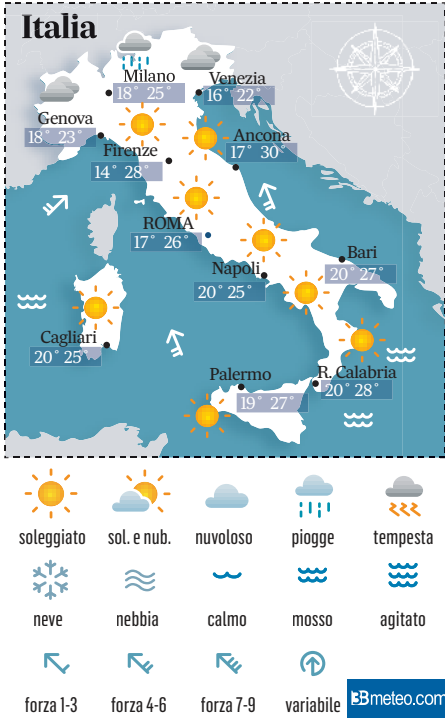 Italia
Milano
18° 25°
Venezia
16° 22°
Genova
18° 23°
Firenze
14° 28°
Ancona
17° 30°
ROMA
17° 26°
Napoli
20° 25°
Bari
20° 27°
Cagliari
20° 25°
Palermo
19° 27°
R. Calabria
20° 28°
soleggiato sol. e nub. nuvoloso piogge tempesta
neve nebbia calmo mosso agitato
forza 1-3 forza 4-6 forza 7-9 variabile
3Bmeteo.com